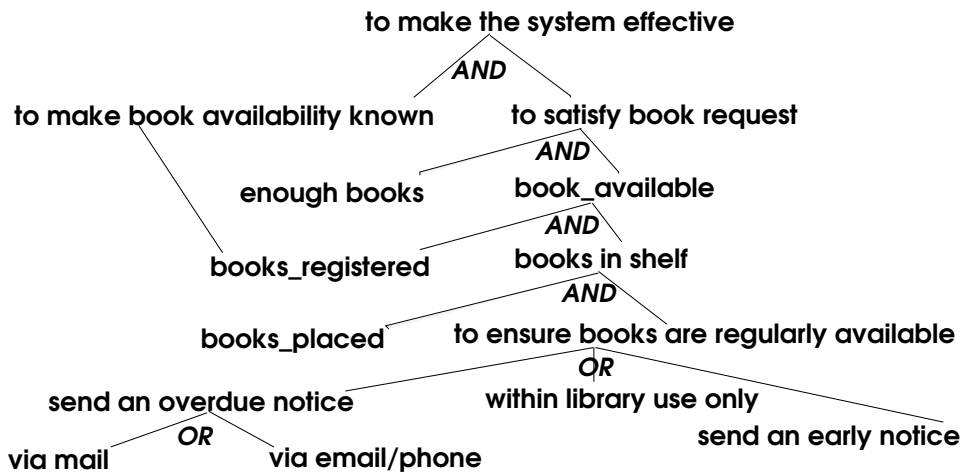 to make the system effective
AND
to make book availability known to satisfy book request
AND
enough books book_available
AND
books_registered books in shelf
AND
books_placed to ensure books are regularly available
OR
send an overdue notice within library use only
OR send an early notice
via mail via email/phone